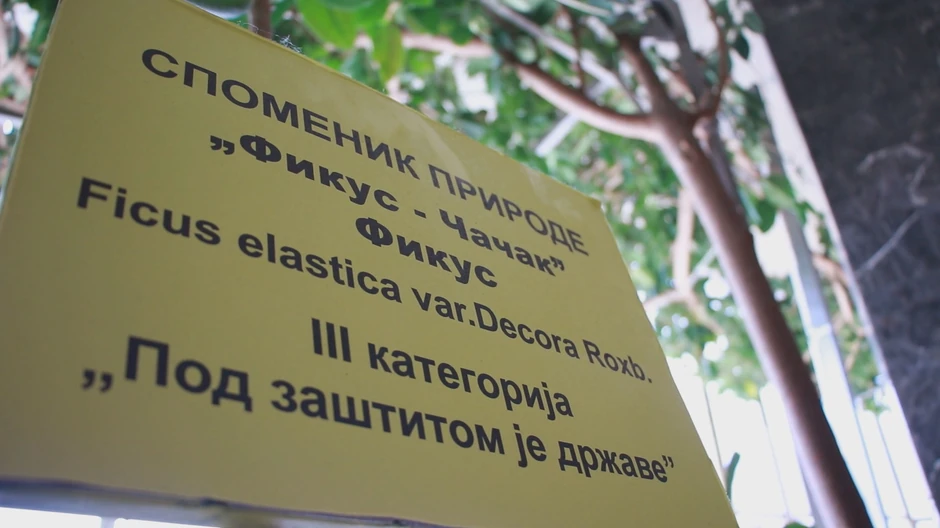 СПОМЕНИК ПРИРОДЕ
„Фикус - Чачак”
Фикус
Ficus elastica var.Decora Roxb.
III категорија
„Под заштитом је државе”